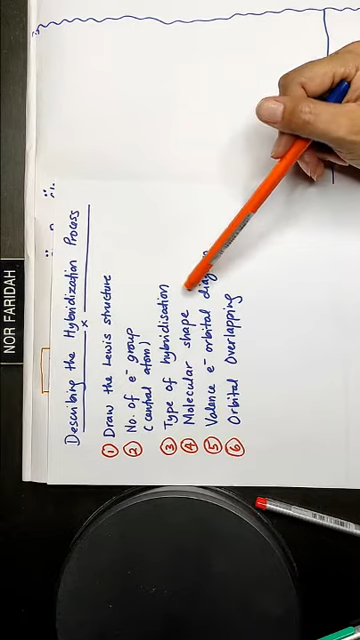 NOR FARIDAH
Describing the Hybridization Process
① Draw the Lewis structure
② No. of e⁻ group
(central atom)
③ Type of hybridisation
④ Molecular shape
⑤ Valence e⁻ orbital
⑥ Orbital Overlapping